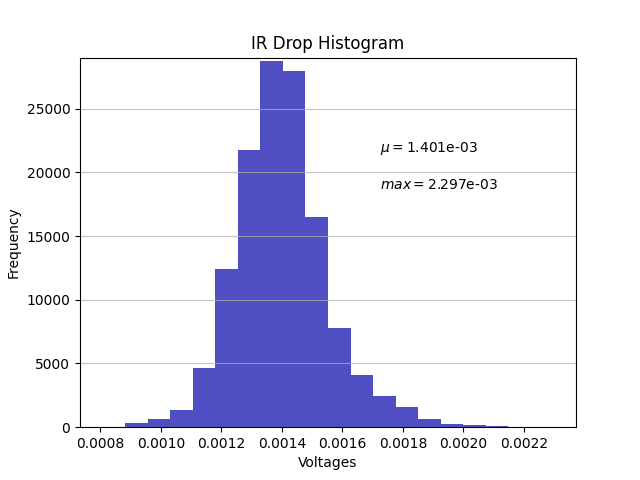 IR Drop Histogram
25000
20000
15000
10000
5000
0
Frequency
μ = 1.401e-03
max = 2.297e-03
0.0008 0.0010 0.0012 0.0014 0.0016 0.0018 0.0020 0.0022
Voltages